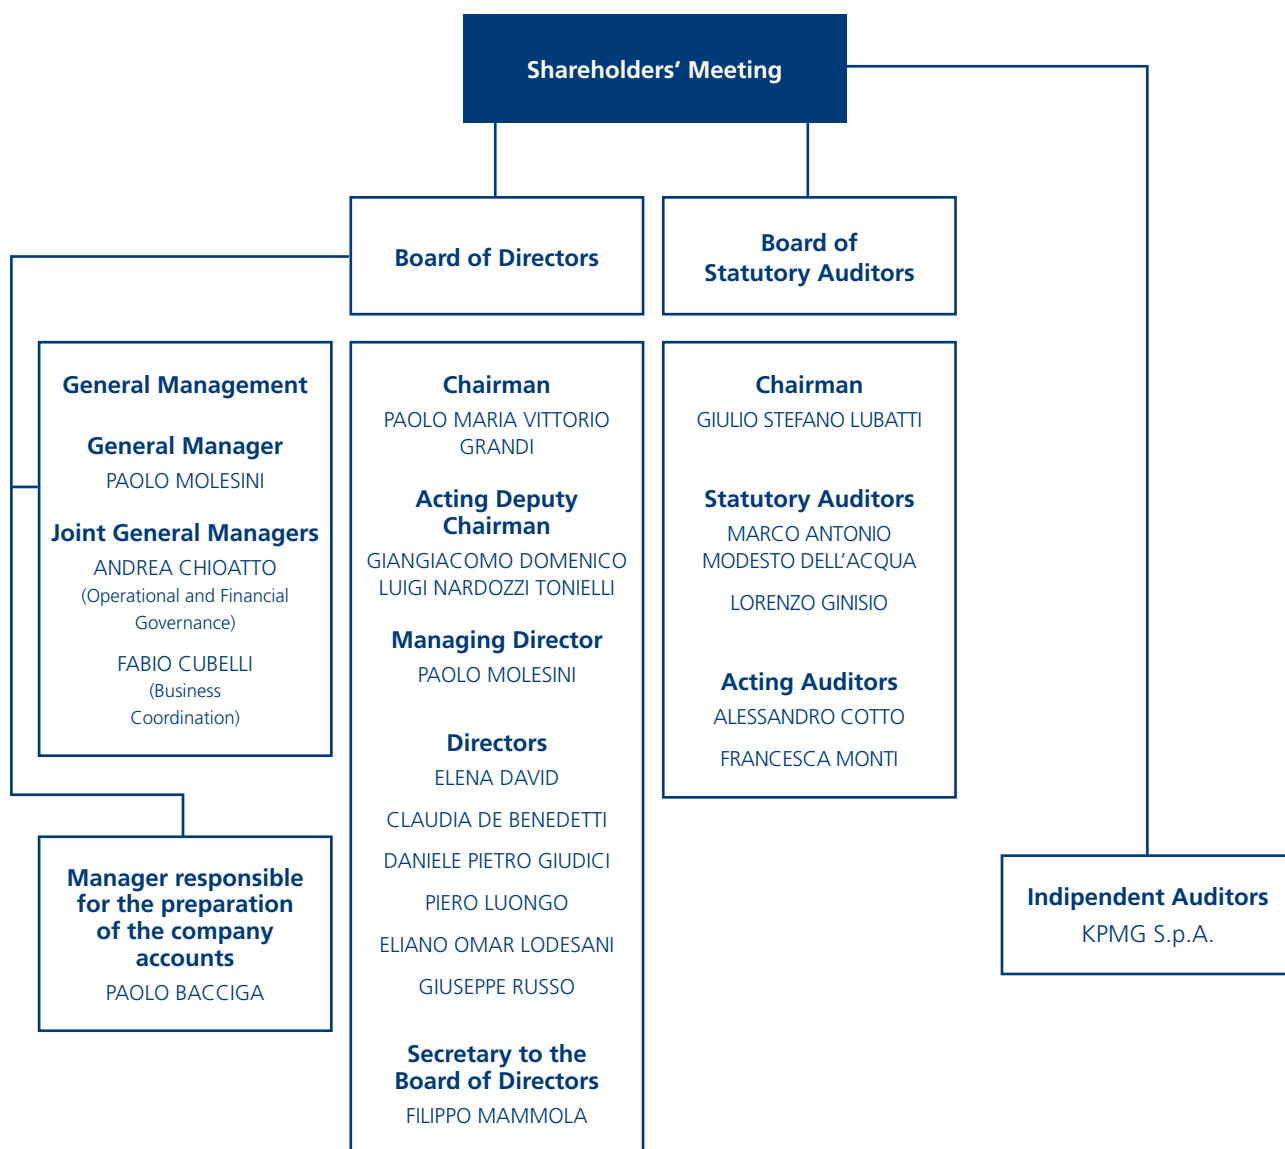 Shareholders' Meeting
Board of Directors
Board of
Statutory Auditors
General Management
General Manager
PAOLO MOLESINI
Joint General Managers
ANDREA CHIOATTO
(Operational and Financial
Governance)
FABIO CUBELLI
(Business
Coordination)
Chairman
PAOLO MARIA VITTORIO
GRANDI
Acting Deputy
Chairman
GIANGIACOMO DOMENICO
LUIGI NARDOZZI TONIELLI
Managing Director
PAOLO MOLESINI
Directors
ELENA DAVID
CLAUDIA DE BENEDETTI
DANIELE PIETRO GIUDICI
PIERO LUONGO
ELIANO OMAR LODESANI
GIUSEPPE RUSSO
Secretary to the
Board of Directors
FILIPPO MAMMOLA
Chairman
GIULIO STEFANO LUBATTI
Statutory Auditors
MARCO ANTONIO
MODESTO DELL'ACQUA
LORENZO GINISIO
Acting Auditors
ALESSANDRO COTTO
FRANCESCA MONTI
Manager responsible
for the preparation
of the company
accounts
PAOLO BACCIGA
Indipendent Auditors
KPMG S.p.A.